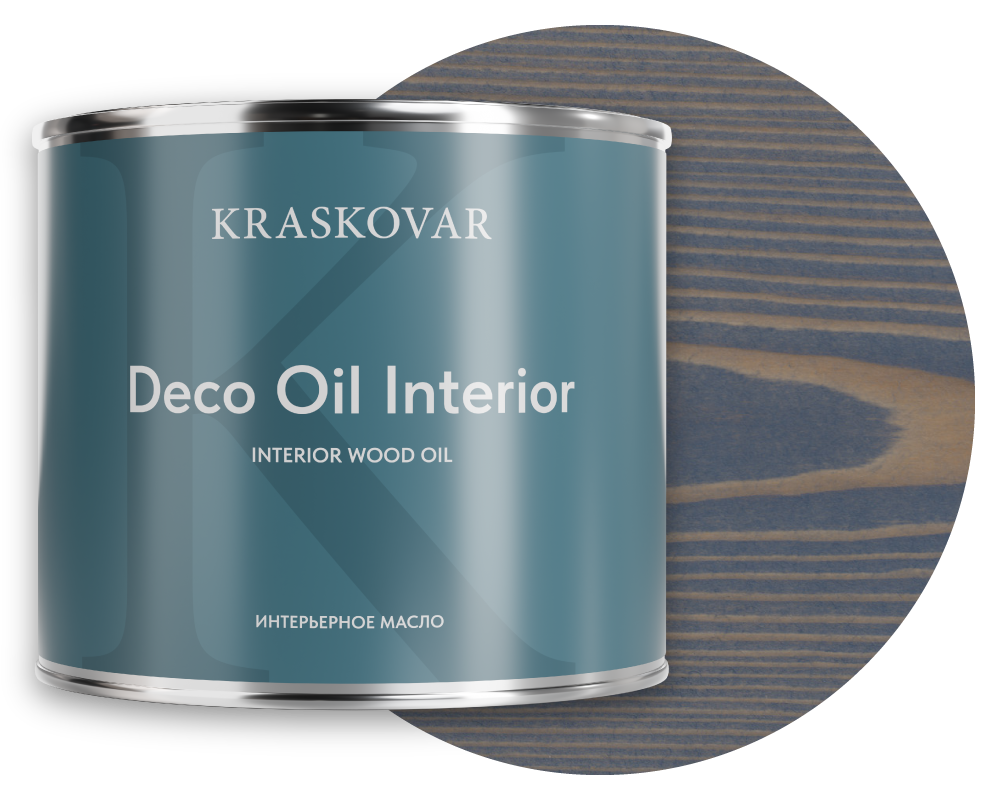 KRASKOVAR
Deco Oil Interior
INTERIOR WOOD OIL
ИНТЕРЬЕРНОЕ МАСЛО